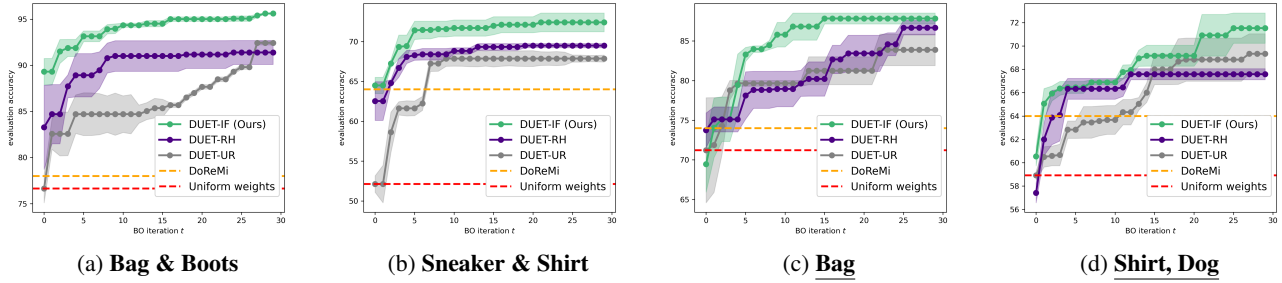 evaluation accuracy
95
90
85
80
75
0 5 10 15 20 25 30
BO iteration t
DUET-IF (Ours)
DUET-RH
DUET-UR
DoReMi
Uniform weights
(a) Bag & Boots
evaluation accuracy
70
65
60
55
50
0 5 10 15 20 25 30
BO iteration t
DUET-IF (Ours)
DUET-RH
DUET-UR
DoReMi
Uniform weights
(b) Sneaker & Shirt
evaluation accuracy
85
80
75
70
65
0 5 10 15 20 25 30
BO iteration t
DUET-IF (Ours)
DUET-RH
DUET-UR
DoReMi
Uniform weights
(c) Bag
evaluation accuracy
72
70
68
66
64
62
60
58
56
0 5 10 15 20 25 30
BO iteration t
DUET-IF (Ours)
DUET-RH
DUET-UR
DoReMi
Uniform weights
(d) Shirt, Dog